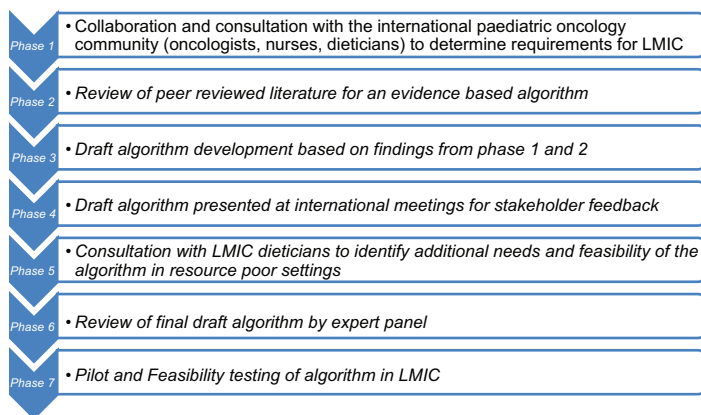 Phase 1
• Collaboration and consultation with the international paediatric oncology
community (oncologists, nurses, dieticians) to determine requirements for LMIC
Phase 2
• Review of peer reviewed literature for an evidence based algorithm
Phase 3
• Draft algorithm development based on findings from phase 1 and 2
Phase 4
• Draft algorithm presented at international meetings for stakeholder feedback
Phase 5
• Consultation with LMIC dieticians to identify additional needs and feasibility of the
algorithm in resource poor settings
Phase 6
• Review of final draft algorithm by expert panel
Phase 7
• Pilot and Feasibility testing of algorithm in LMIC